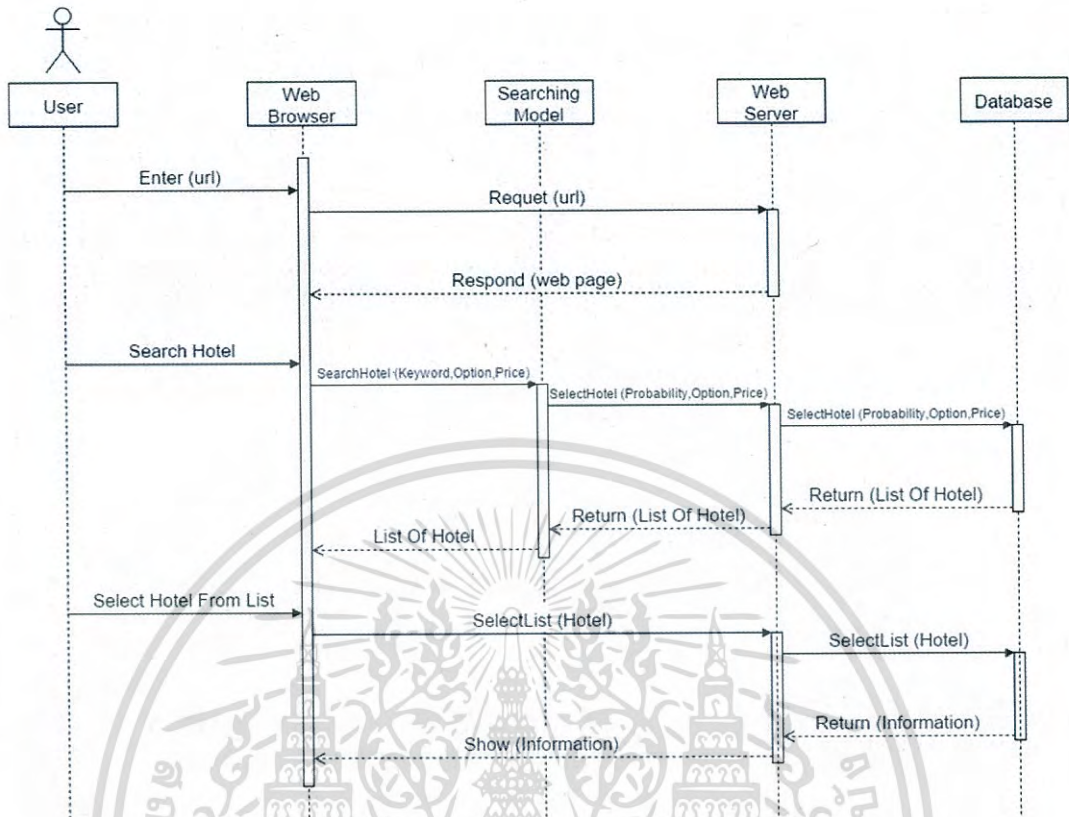 User
Web
Browser
Searching
Model
Web
Server
Database
Enter (url)
Requet (url)
Respond (web page)
Search Hotel
SearchHotel (Keyword,Option,Price)
SelectHotel (Probability,Option,Price)
SelectHotel (Probability,Option,Price)
Return (List Of Hotel)
Return (List Of Hotel)
List Of Hotel
Select Hotel From List
SelectList (Hotel)
SelectList (Hotel)
Return (Information)
Show (Information)